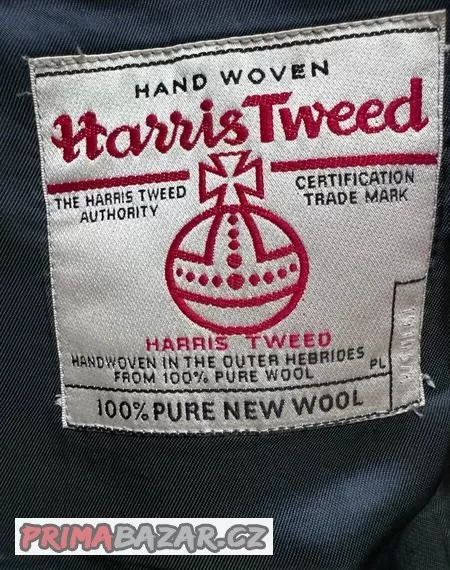 HAND WOVEN
Harris Tweed
THE HARRIS TWEED
AUTHORITY
CERTIFICATION
TRADE MARK
HARRIS TWEED
HANDWOVEN IN THE OUTER HEBRIDES
FROM 100% PURE WOOL
PL
100% PURE NEW WOOL
PRIMABAZAR.CZ